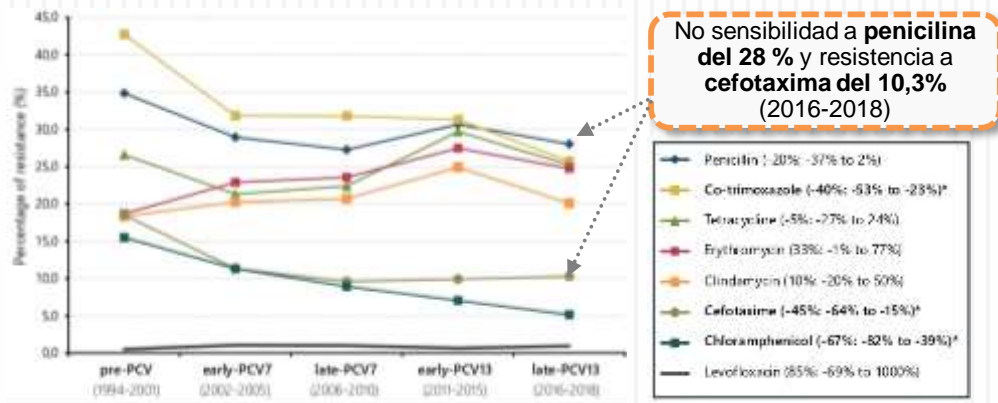 No sensibilidad a penicilina
del 28 % y resistencia a
cefotaxima del 10,3%
(2016-2018)
45,0
40,0
35,0
30,0
25,0
20,0
15,0
10,0
5,0
0,0
Percentage of resistance (%)
pre-PCV
(1994-2001)
early-PCV7
(2002-2005)
late-PCV7
(2006-2010)
early-PCV13
(2011-2015)
late-PCV13
(2016-2018)
Penicillin (-20%: -37% to 2%)
Co-trimoxazole (-40%: -53% to -23%)*
Tetracycline (-5%: -27% to 24%)
Erythromycin (33%: -1% to 77%)
Clindamycin (10%: -20% to 50%)
Cefotaxime (-45%: -64% to -15%)*
Chloramphenicol (-67%: -82% to -39%)*
Levofloxacin (85%: -69% to 1000%)